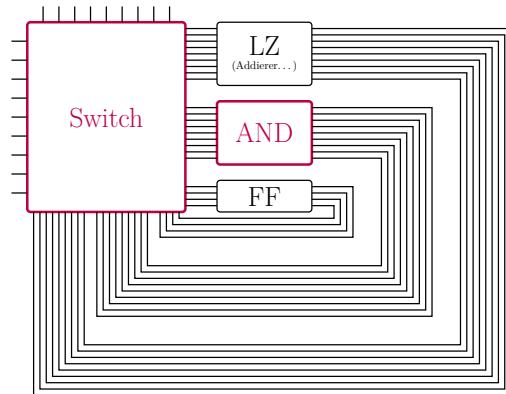 LZ
(Addierer...)
Switch
AND
FF